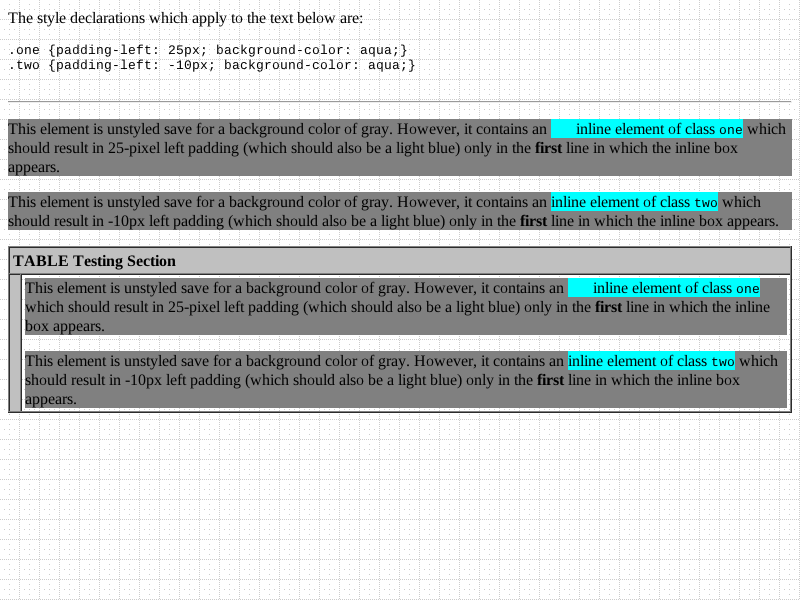 The style declarations which apply to the text below are:
.one {padding-left: 25px; background-color: aqua;}
.two {padding-left: -10px; background-color: aqua;}
This element is unstyled save for a background color of gray. However, it contains an inline element of class one which
should result in 25-pixel left padding (which should also be a light blue) only in the first line in which the inline box
appears.
This element is unstyled save for a background color of gray. However, it contains an inline element of class two which
should result in -10px left padding (which should also be a light blue) only in the first line in which the inline box appears.
TABLE Testing Section
This element is unstyled save for a background color of gray. However, it contains an inline element of class one
which should result in 25-pixel left padding (which should also be a light blue) only in the first line in which the inline
box appears.
This element is unstyled save for a background color of gray. However, it contains an inline element of class two which
should result in -10px left padding (which should also be a light blue) only in the first line in which the inline box
appears.